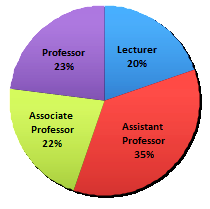 Professor
23%
Lecturer
20%
Associate
Professor
22%
Assistant
Professor
35%